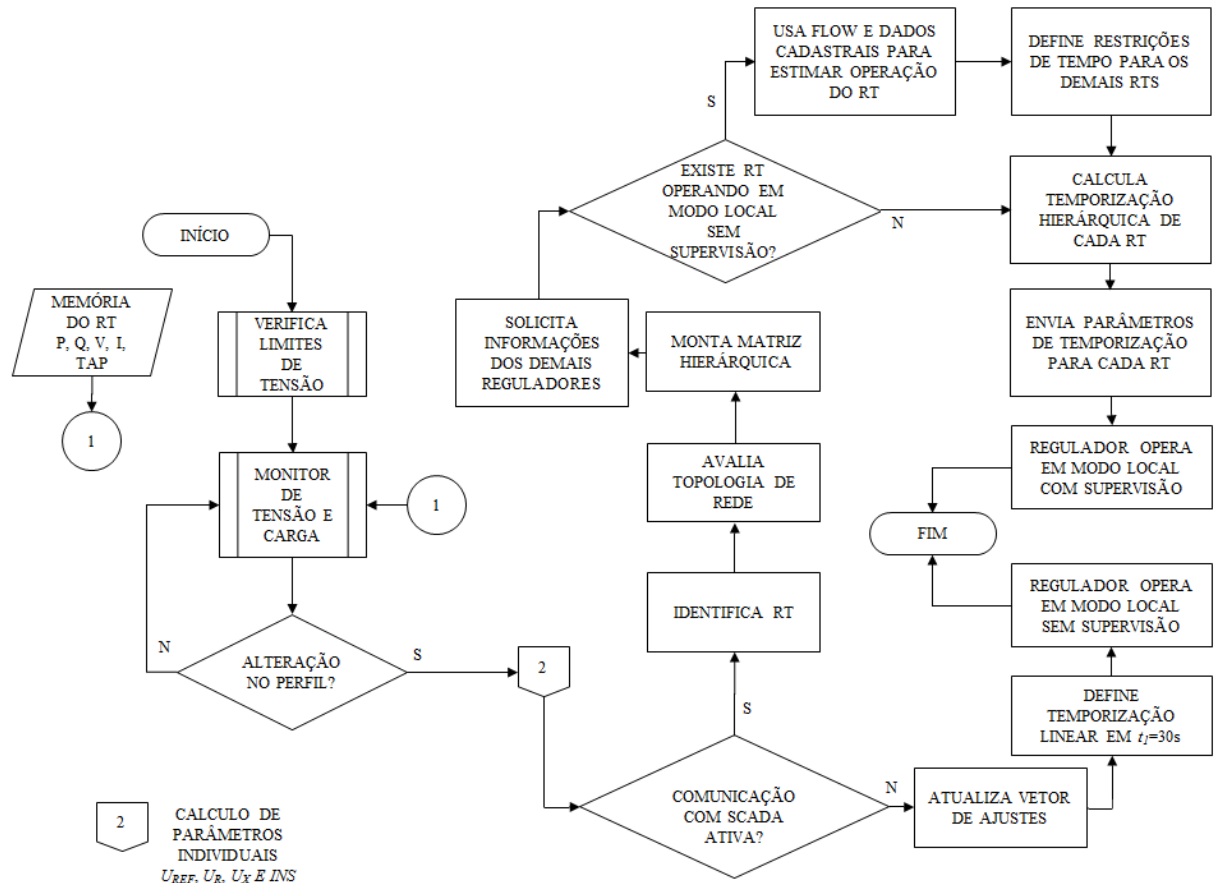 INÍCIO
MEMÓRIA
DO RT
P, Q, V, I,
TAP
1
VERIFICA
LIMITES
DE
TENSÃO
MONITOR
DE
TENSÃO E
CARGA
1
ALTERAÇÃO
NO PERFIL?
N
S
2
2
CALCULO DE
PARÂMETROS
INDIVIDUAIS
U_REF, U_R, U_X E INS
COMUNICAÇÃO
COM SCADA
ATIVA?
S
N
IDENTIFICA RT
AVALIA
TOPOLOGIA DE
REDE
MONTA MATRIZ
HIERÁRQUICA
SOLICITA
INFORMAÇÕES
DOS DEMAIS
REGULADORES
EXISTE RT
OPERANDO EM
MODO LOCAL
SEM
SUPERVISÃO?
S
N
USA FLOW E DADOS
CADASTRAIS PARA
ESTIMAR OPERAÇÃO
DO RT
DEFINE RESTRIÇÕES
DE TEMPO PARA OS
DEMAIS RTS
CALCULA
TEMPORIZAÇÃO
HIERÁRQUICA DE
CADA RT
ENVIA PARÂMETROS
DE TEMPORIZAÇÃO
PARA CADA RT
REGULADOR OPERA
EM MODO LOCAL
COM SUPERVISÃO
FIM
REGULADOR OPERA
EM MODO LOCAL
SEM SUPERVISÃO
DEFINE
TEMPORIZAÇÃO
LINEAR EM t1=30s
ATUALIZA VETOR
DE AJUSTES